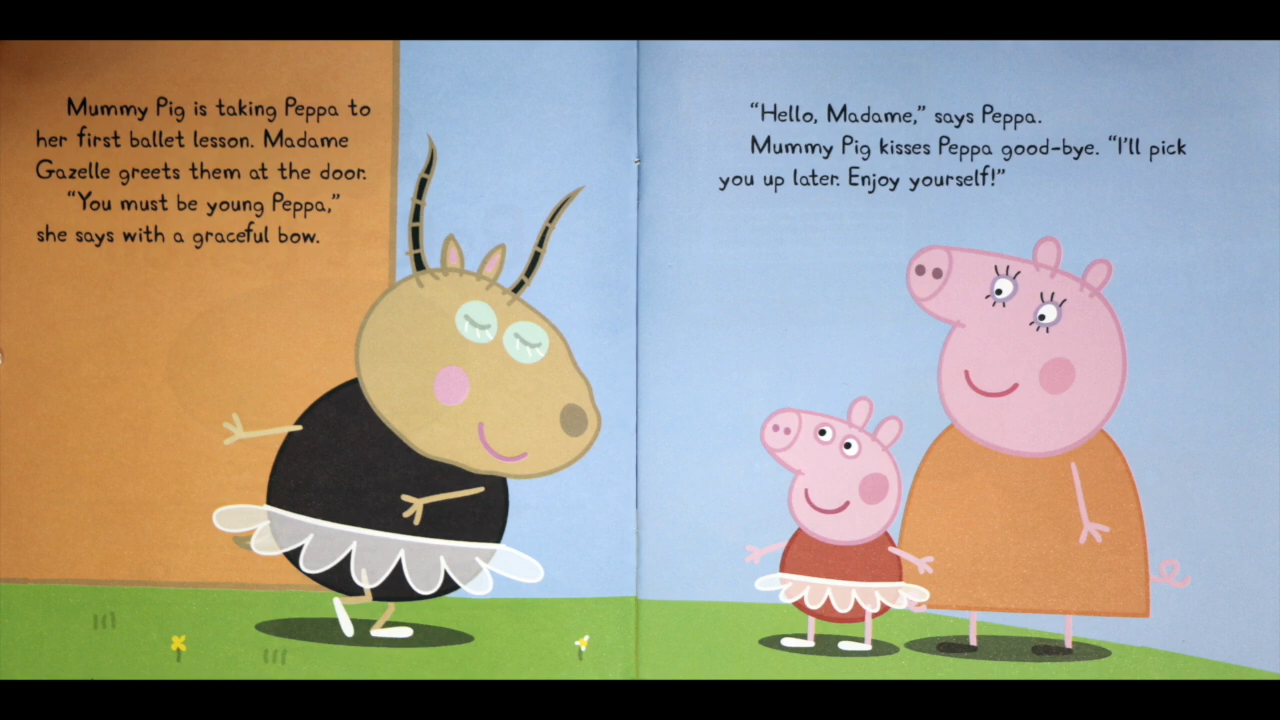 Mummy Pig is taking Peppa to
her first ballet lesson. Madame
Gazelle greets them at the door.
“You must be young Peppa,”
she says with a graceful bow.
“Hello, Madame,” says Peppa.
Mummy Pig kisses Peppa good-bye. “I’ll pick
you up later. Enjoy yourself!”